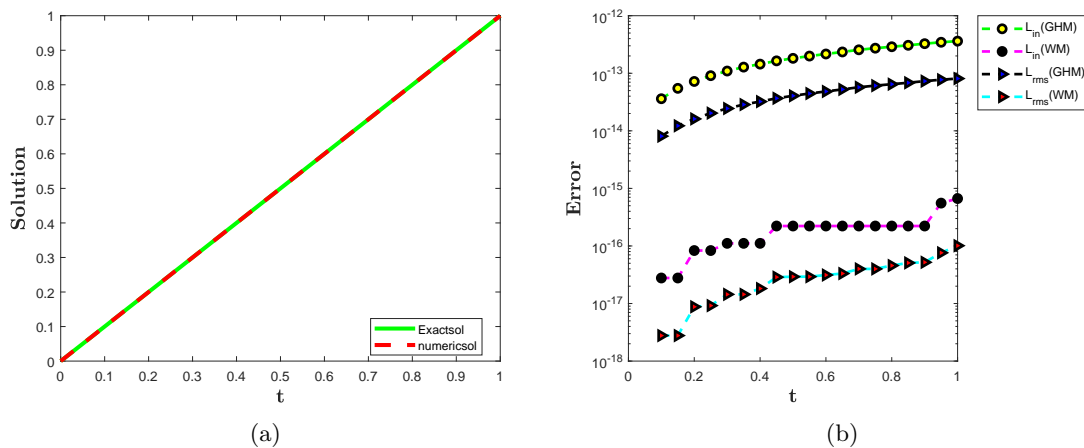 1
0.9
0.8
0.7
0.6
0.5
0.4
0.3
0.2
0.1
0
Solution
0 0.1 0.2 0.3 0.4 0.5 0.6 0.7 0.8 0.9 1
t
Exactsol
numericsol
(a)
10^-12
10^-13
10^-14
10^-15
10^-16
10^-17
10^-18
Error
0 0.2 0.4 0.6 0.8 1
t
L_in(GHM)
L_in(WM)
L_rms(GHM)
L_rms(WM)
(b)